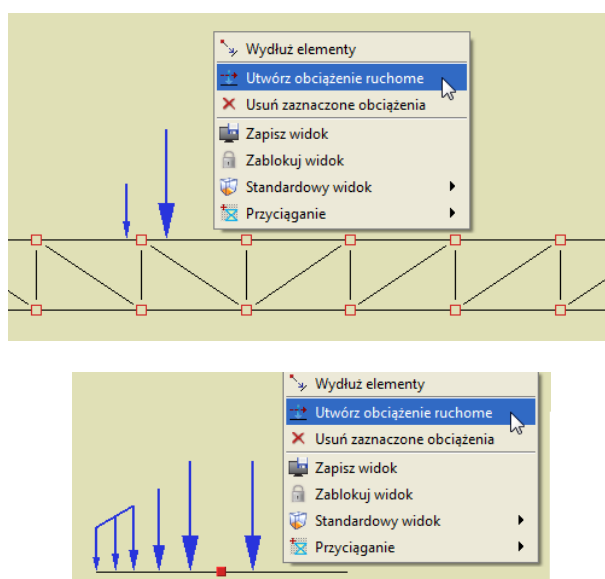 Wydłuż elementy
Utwórz obciążenie ruchome
Usuń zaznaczone obciążenia
Zapisz widok
Zablokuj widok
Standardowy widok
Przyciąganie
Wydłuż elementy
Utwórz obciążenie ruchome
Usuń zaznaczone obciążenia
Zapisz widok
Zablokuj widok
Standardowy widok
Przyciąganie